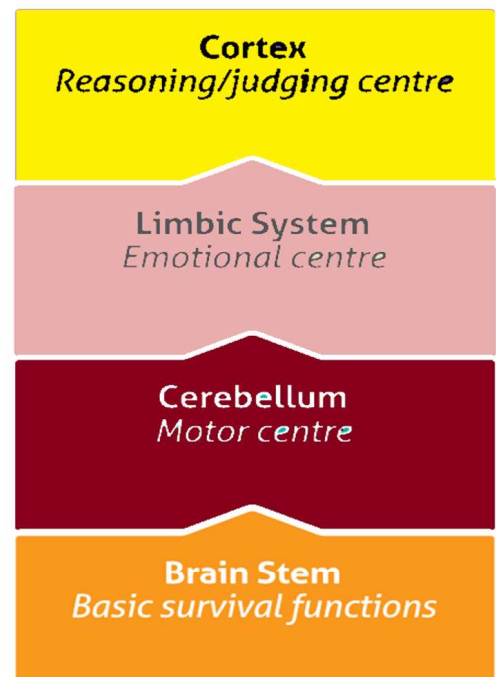 Cortex
Reasoning/judging centre
Limbic System
Emotional centre
Cerebellum
Motor centre
Brain Stem
Basic survival functions